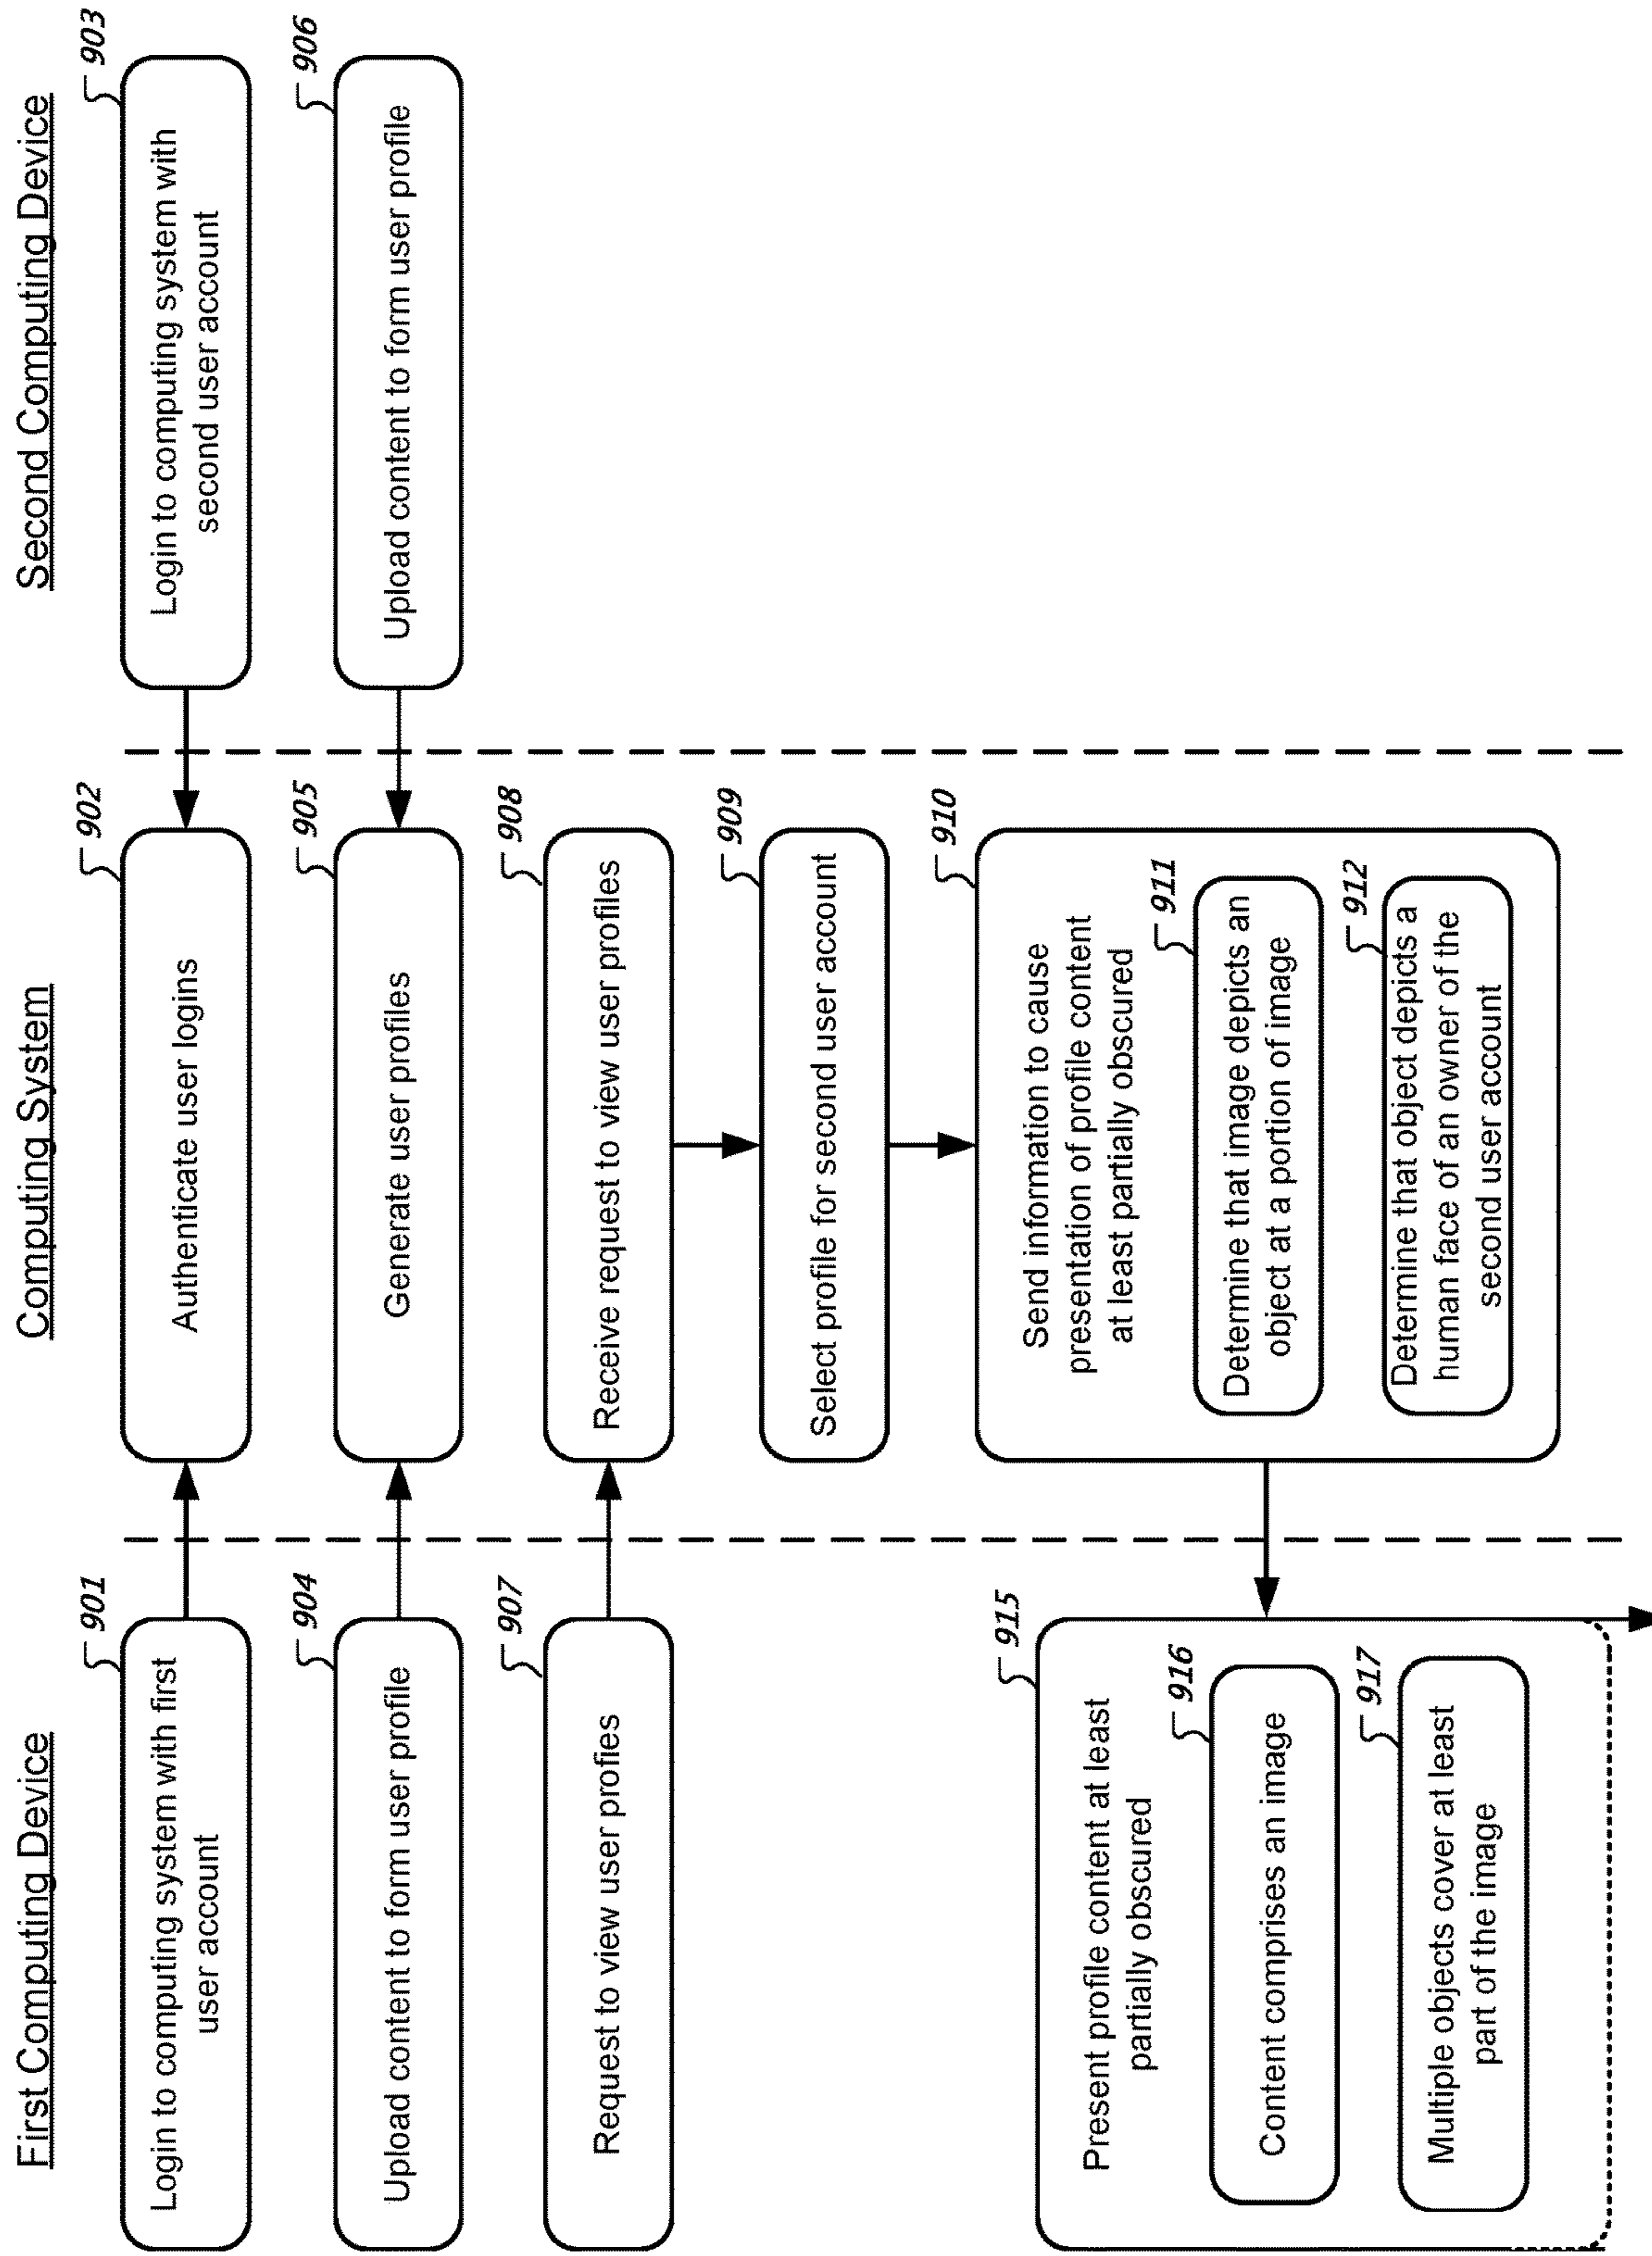 First Computing Device
Computing System
Second Computing Device
901
Login to computing system with first
user account
902
Authenticate user logins
903
Login to computing system with
second user account
904
Upload content to form user profile
905
Generate user profiles
906
Upload content to form user profile
907
Request to view user profies
908
Receive request to view user profiles
909
Select profile for second user account
910
Send information to cause
presentation of profile content
at least partially obscured
911
Determine that image depicts an
object at a portion of image
912
Determine that object depicts a
human face of an owner of the
second user account
915
Present profile content at least
partially obscured
916
Content comprises an image
917
Multiple objects cover at least
part of the image